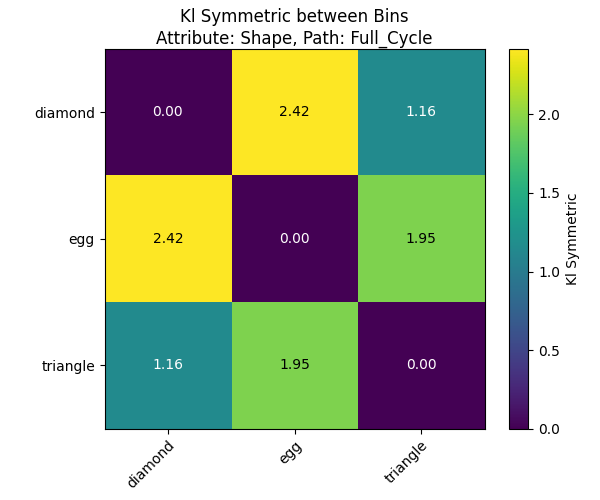 Kl Symmetric between Bins
Attribute: Shape, Path: Full_Cycle
diamond
0.00
2.42
1.16
egg
2.42
0.00
1.95
triangle
1.16
1.95
0.00
diamond
egg
triangle
2.0
1.5
1.0
0.5
0.0
Kl Symmetric